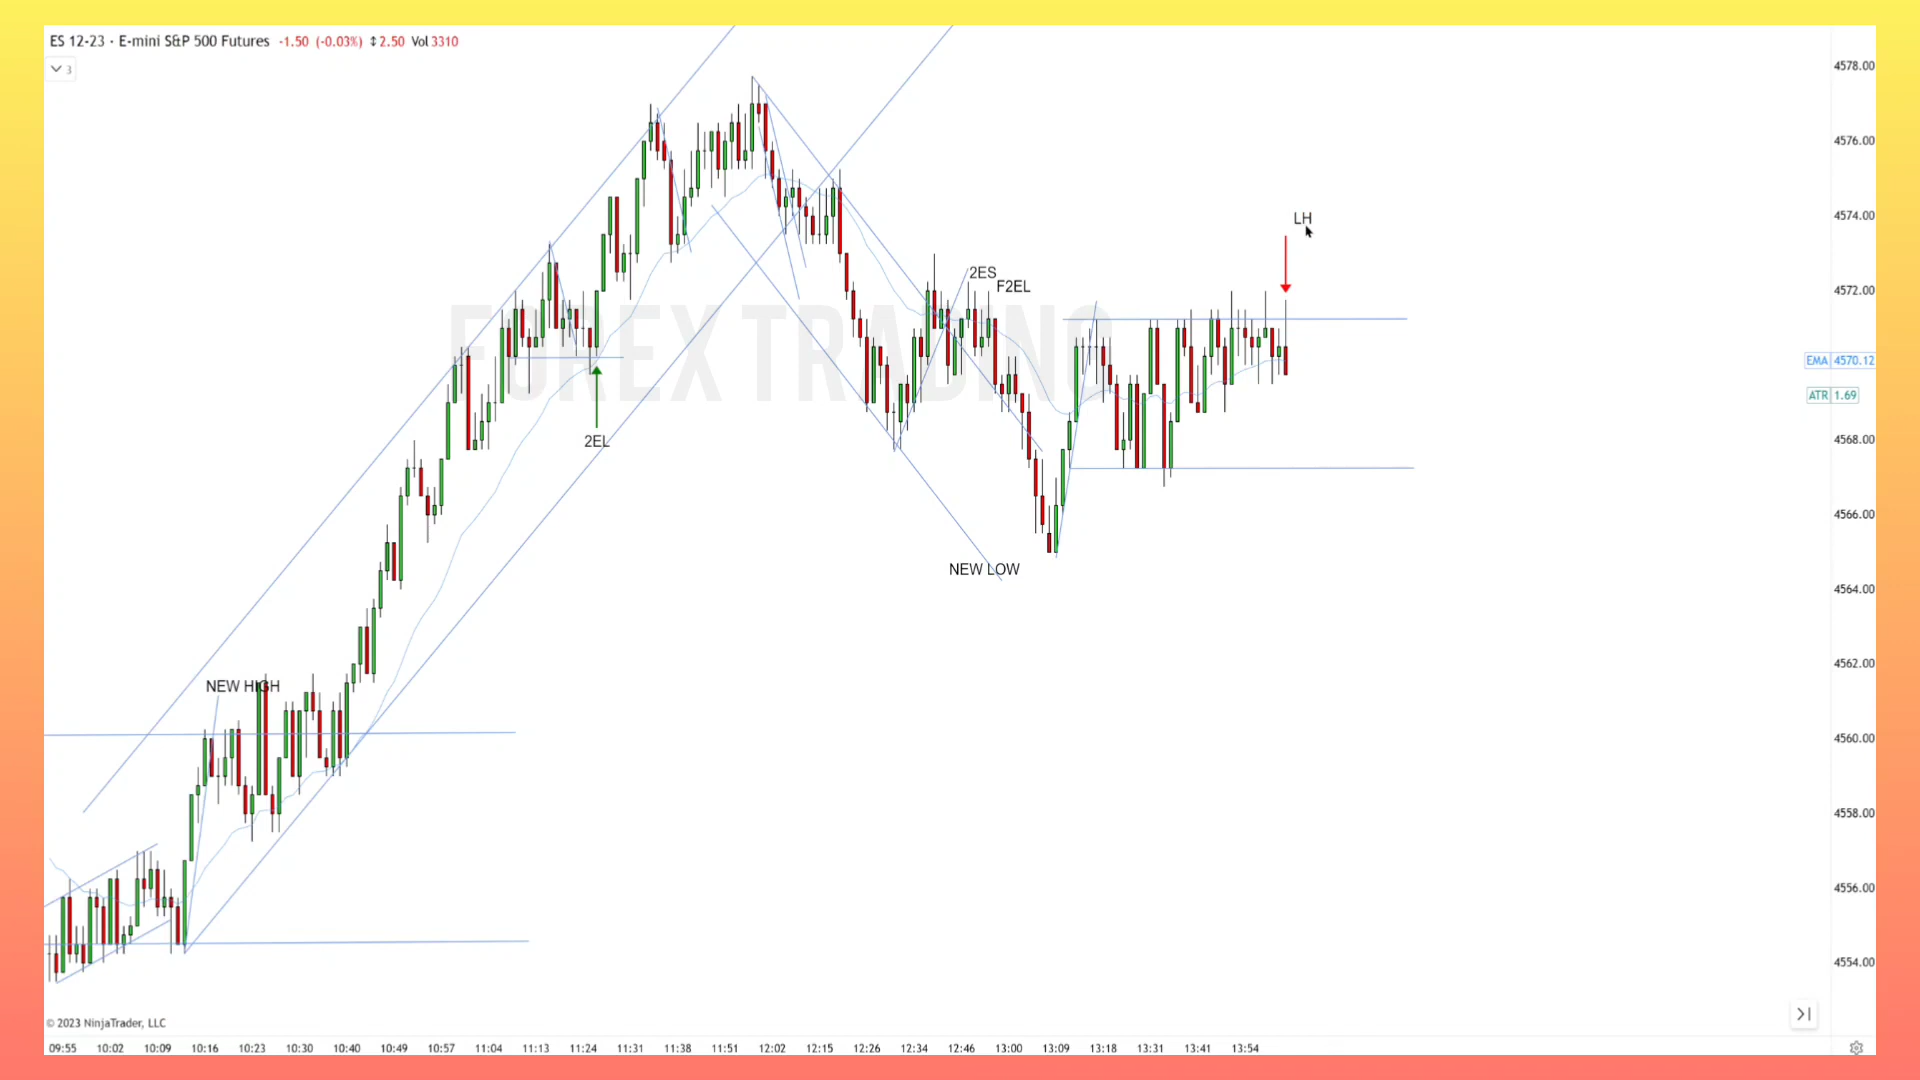 ES 12-23 · E-mini S&P 500 Futures -1.50 (-0.03%) ⇕2.50 Vol 3310
3
4578.00
4576.00
4574.00
4572.00
EMA 4570.12
ATR 1.69
4568.00
4566.00
4564.00
4562.00
4560.00
4558.00
4556.00
4554.00
LH
2ES
F2EL
FOREX TRADING
2EL
NEW LOW
NEW HIGH
© 2023 NinjaTrader, LLC
09:55 10:02 10:09 10:16 10:23 10:30 10:40 10:49 10:57 11:04 11:13 11:24 11:31 11:38 11:51 12:02 12:15 12:26 12:34 12:46 13:00 13:09 13:18 13:31 13:41 13:54